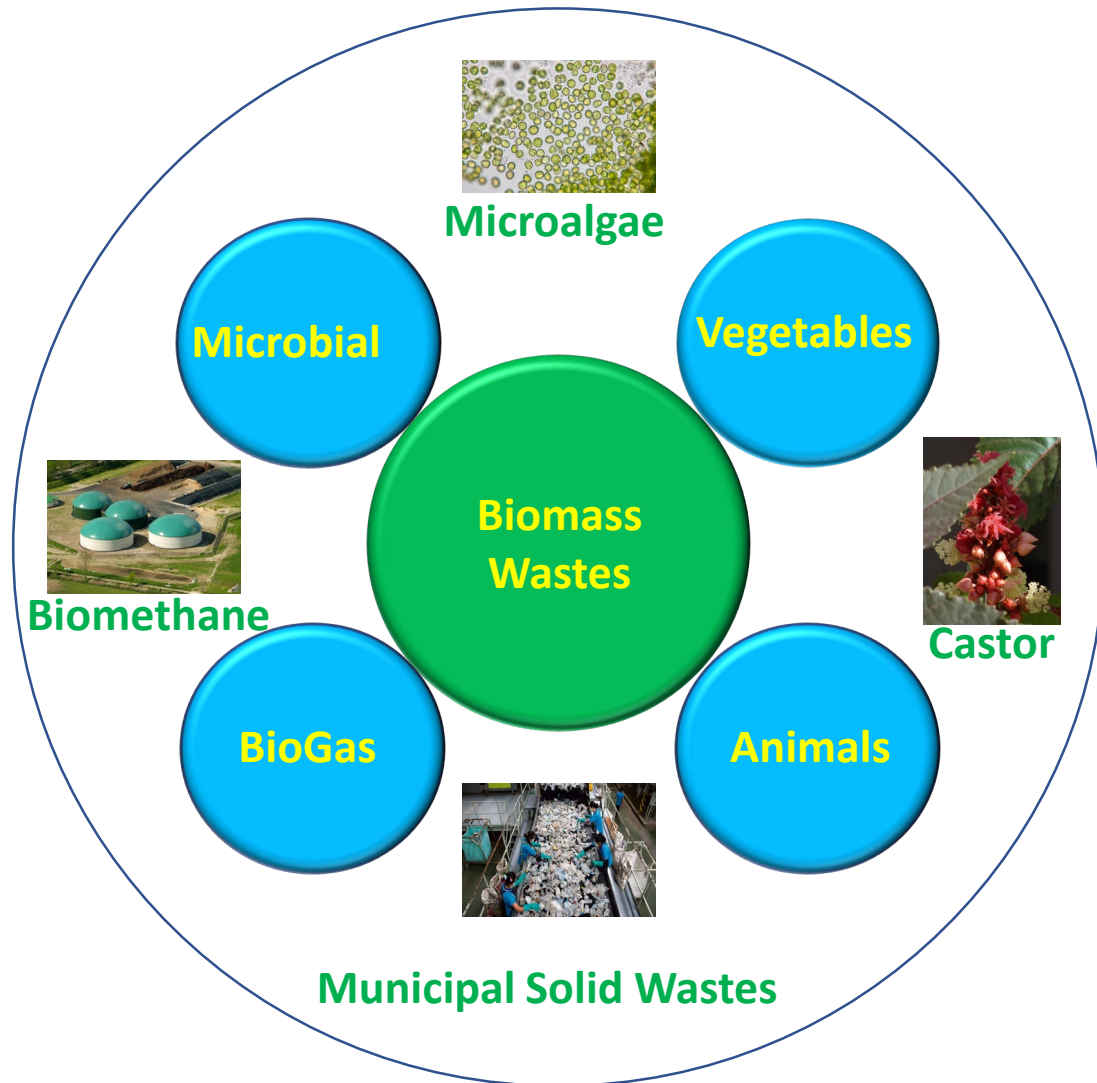 Microalgae
Microbial
Vegetables
Biomass
Wastes
Biomethane
Castor
BioGas
Animals
Municipal Solid Wastes